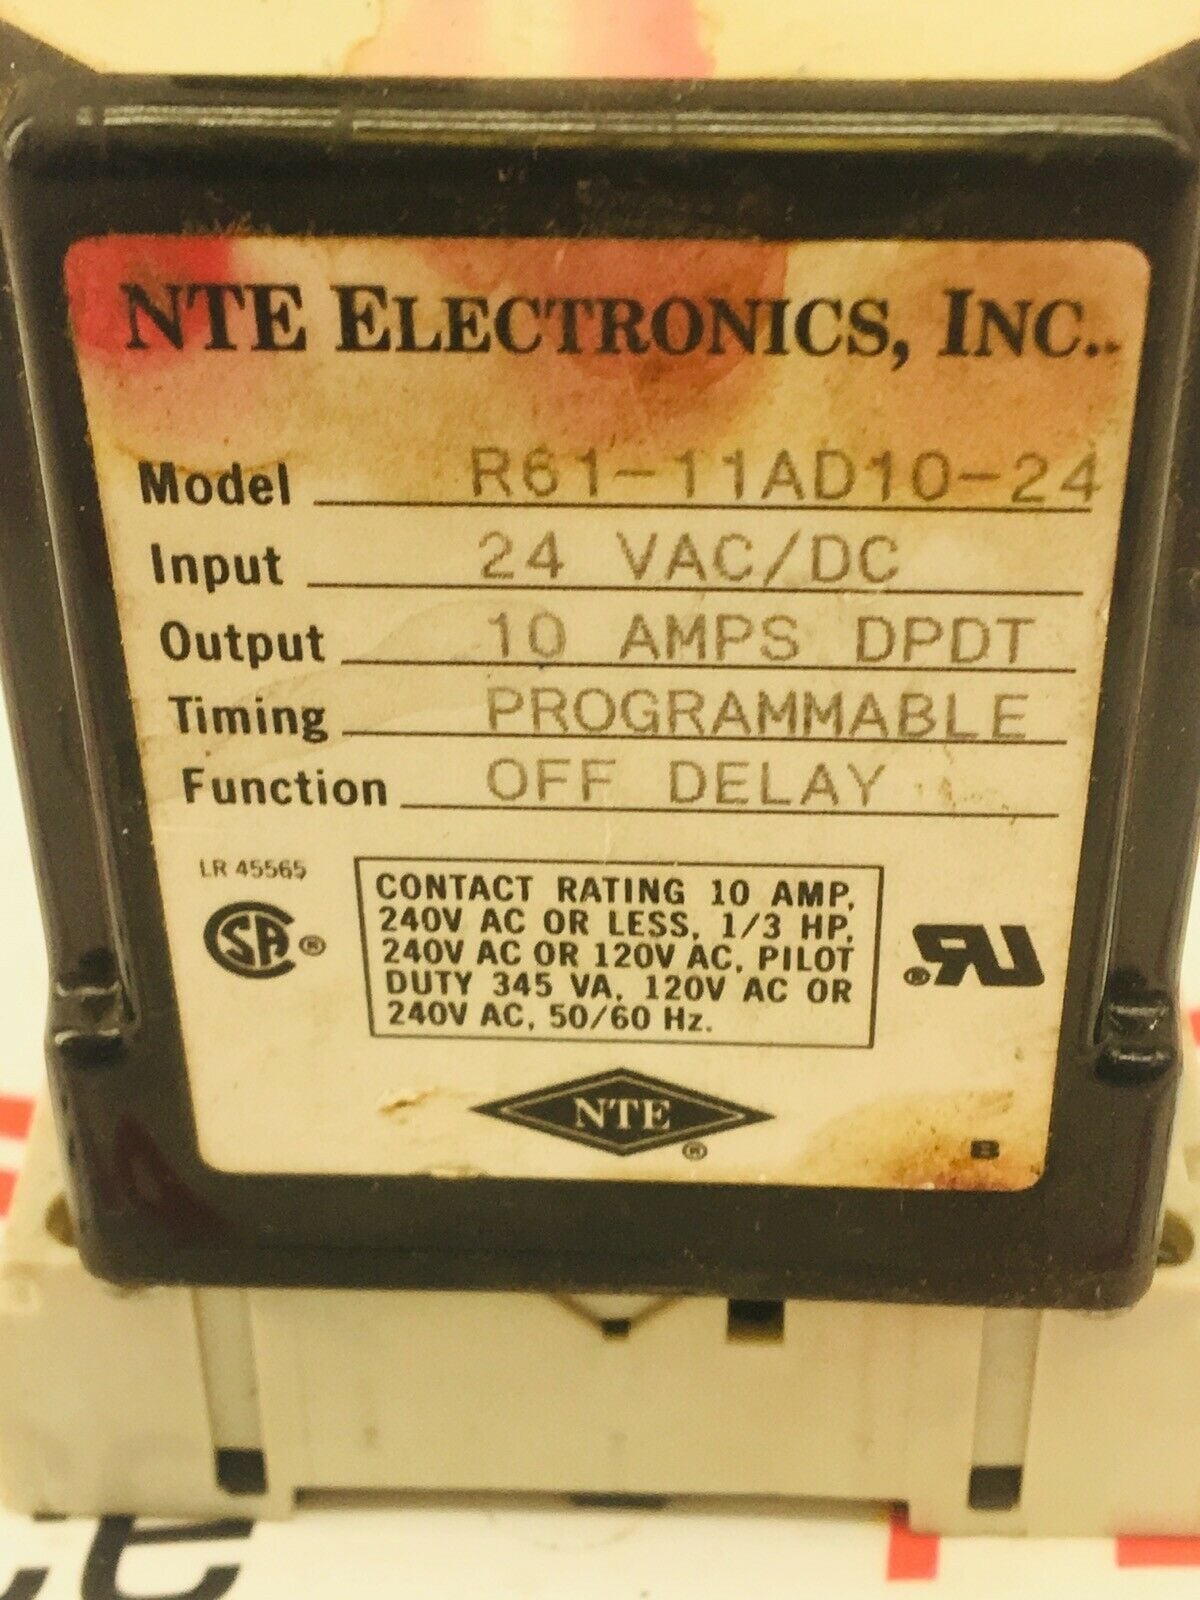 NTE ELECTRONICS, INC..
Model R61-11AD10-24
Input 24 VAC/DC
Output 10 AMPS DPDT
Timing PROGRAMMABLE
Function OFF DELAY
LR 45565
CONTACT RATING 10 AMP,
240V AC OR LESS, 1/3 HP,
240V AC OR 120V AC, PILOT
DUTY 345 VA, 120V AC OR
240V AC, 50/60 Hz.
SA ®
RU ®
NTE ®
B